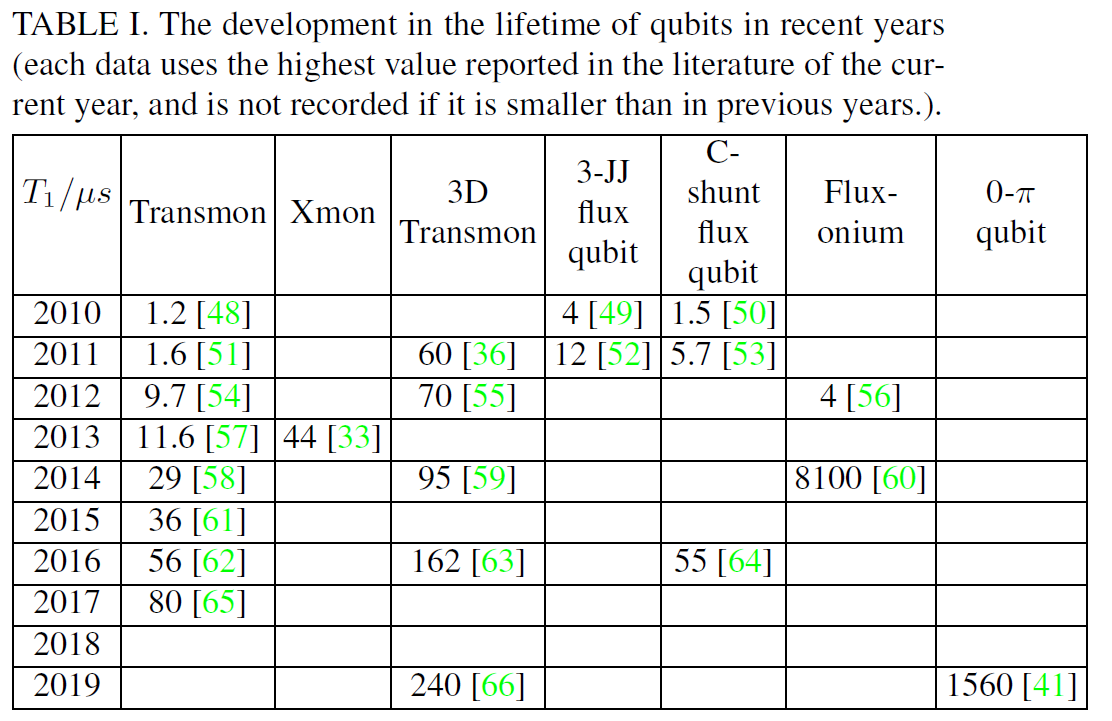 TABLE I. The development in the lifetime of qubits in recent years
(each data uses the highest value reported in the literature of the cur-
rent year, and is not recorded if it is smaller than in previous years.).
T₁/μs Transmon Xmon 3D Transmon 3-JJ flux qubit C-shunt flux qubit Flux-onium 0-π qubit
2010 1.2 [48] 4 [49] 1.5 [50]
2011 1.6 [51] 60 [36] 12 [52] 5.7 [53]
2012 9.7 [54] 70 [55] 4 [56]
2013 11.6 [57] 44 [33]
2014 29 [58] 95 [59] 8100 [60]
2015 36 [61]
2016 56 [62] 162 [63] 55 [64]
2017 80 [65]
2018
2019 240 [66] 1560 [41]